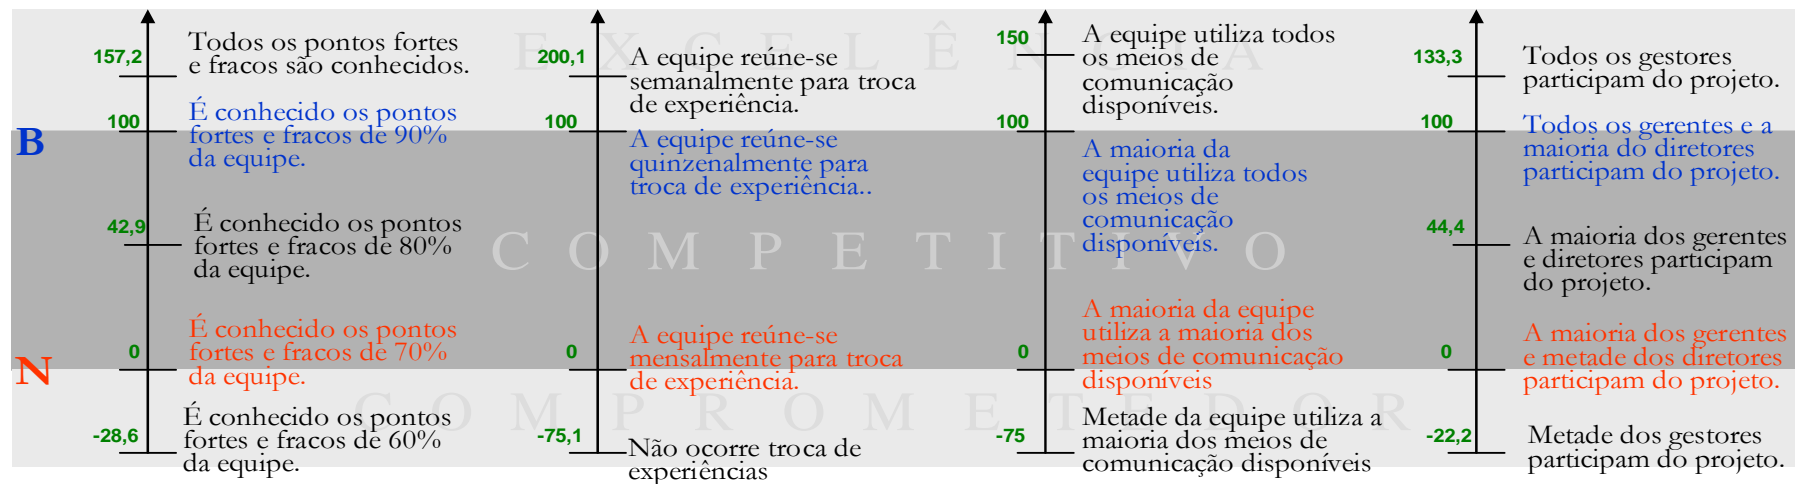 EXCELÊNCIA
157,2
Todos os pontos fortes
e fracos são conhecidos.
100
É conhecido os pontos
fortes e fracos de 90%
da equipe.
B
42,9
É conhecido os pontos
fortes e fracos de 80%
da equipe.
0
É conhecido os pontos
fortes e fracos de 70%
da equipe.
N
-28,6
É conhecido os pontos
fortes e fracos de 60%
da equipe.
200,1
A equipe reúne-se
semanalmente para troca
de experiência.
100
A equipe reúne-se
quinzenalmente para
troca de experiência..
COMPETITIVO
0
A equipe reúne-se
mensalmente para troca
de experiência.
COMPROMETEDOR
-75,1
Não ocorre troca de
experiências
150
A equipe utiliza todos
os meios de
comunicação
disponíveis.
100
A maioria da
equipe utiliza todos
os meios de
comunicação
disponíveis.
0
A maioria da equipe
utiliza a maioria dos
meios de comunicação
disponíveis
-75
Metade da equipe utiliza a
maioria dos meios de
comunicação disponíveis
133,3
Todos os gestores
participam do projeto.
100
Todos os gerentes e a
maioria do diretores
participam do projeto.
44,4
A maioria dos gerentes
e diretores participam
do projeto.
0
A maioria dos gerentes
e metade dos diretores
participam do projeto.
-22,2
Metade dos gestores
participam do projeto.